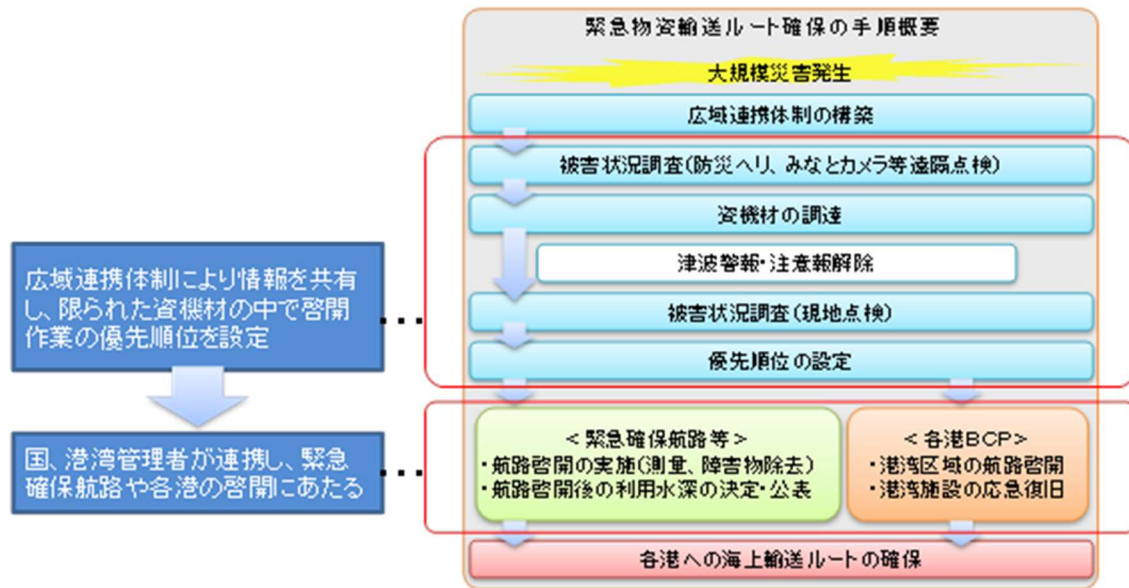 緊急物資輸送ルート確保の手順概要
大規模災害発生
広域連携体制の構築
被害状況調査(防災ヘリ、みなとカメラ等遠隔点検)
資機材の調達
津波警報・注意報解除
被害状況調査(現地点検)
優先順位の設定
広域連携体制により情報を共有
し、限られた資機材の中で啓開
作業の優先順位を設定
国、港湾管理者が連携し、緊急
確保航路や各港の啓開にあたる
<緊急確保航路等>
・航路啓開の実施(測量、障害物除去)
・航路啓開後の利用水深の決定・公表
<各港BCP>
・港湾区域の航路啓開
・港湾施設の応急復旧
各港への海上輸送ルートの確保